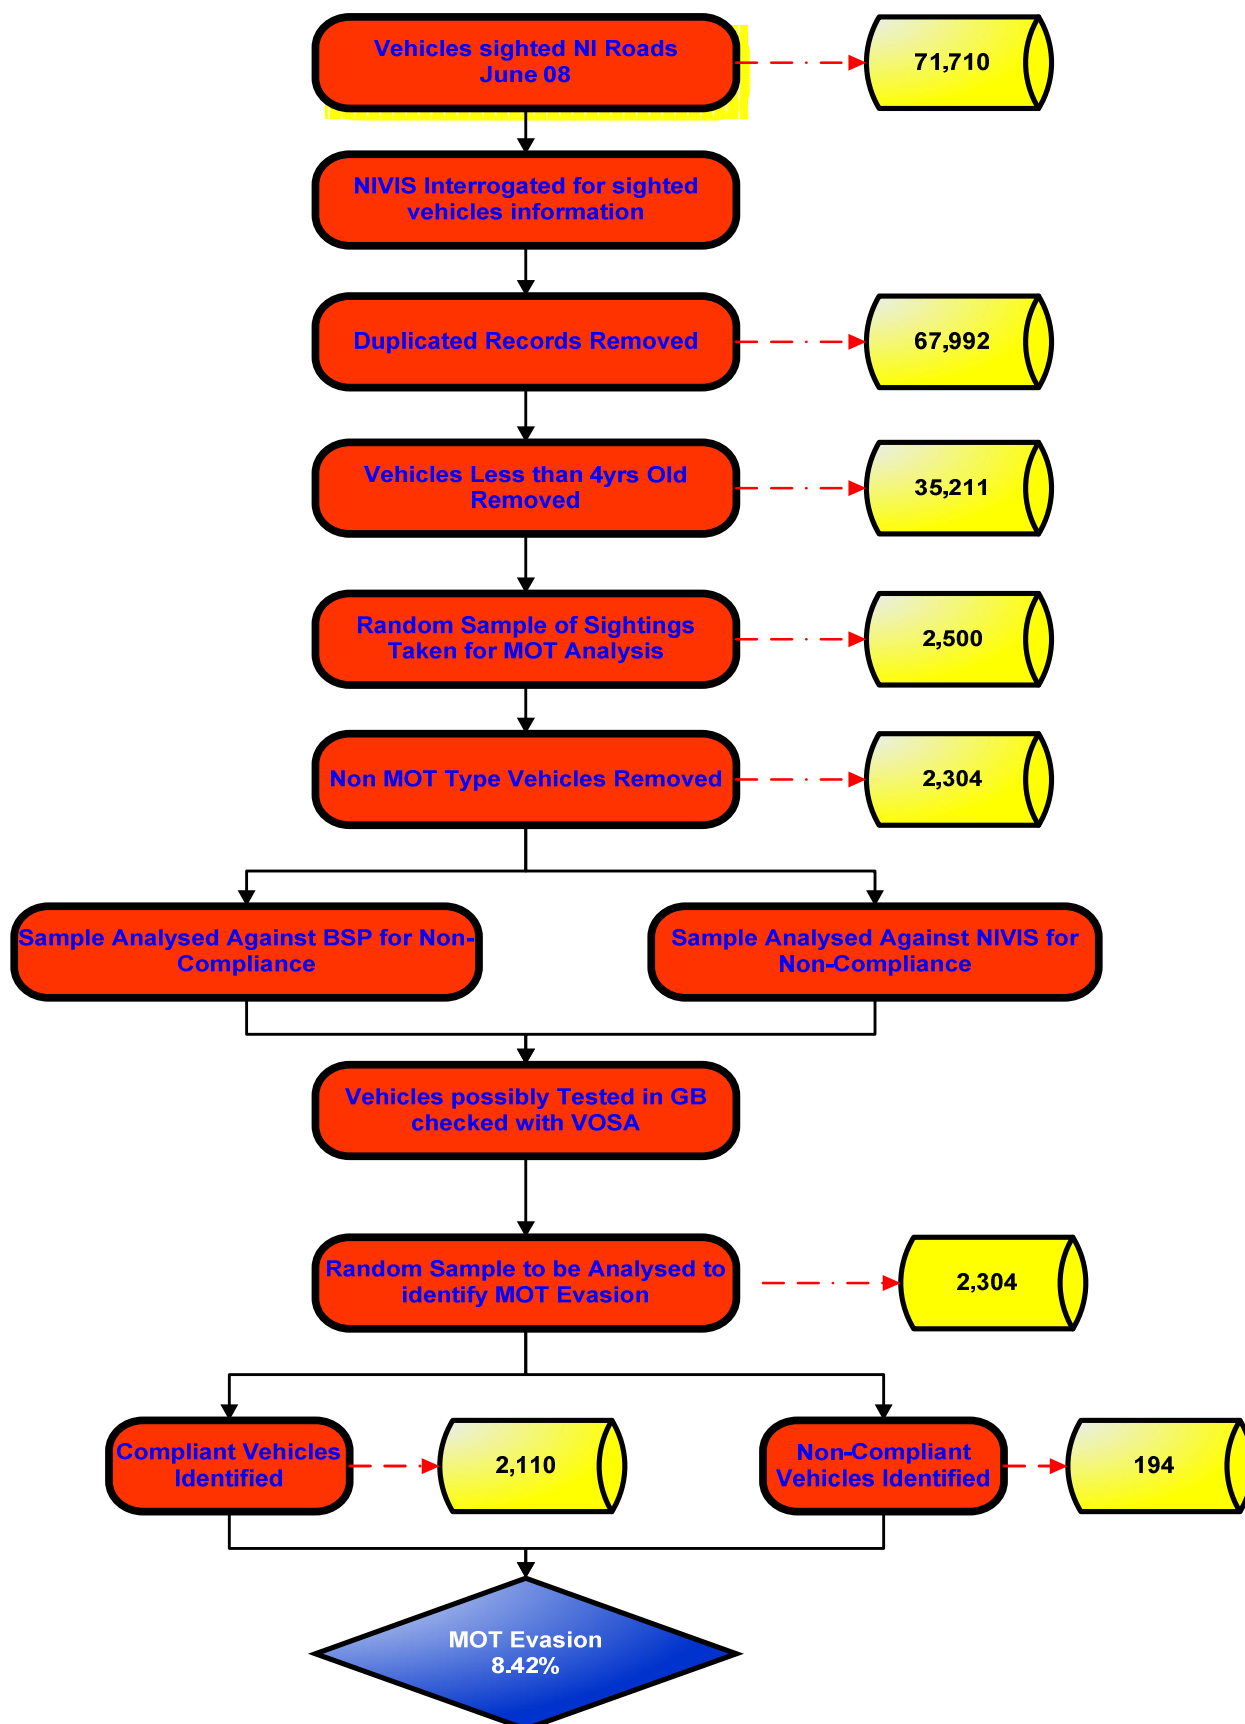 Vehicles sighted NI Roads
June 08
71,710
NIVIS Interrogated for sighted
vehicles information
Duplicated Records Removed
67,992
Vehicles Less than 4yrs Old
Removed
35,211
Random Sample of Sightings
Taken for MOT Analysis
2,500
Non MOT Type Vehicles Removed
2,304
Sample Analysed Against BSP for Non-
Compliance
Sample Analysed Against NIVIS for
Non-Compliance
Vehicles possibly Tested in GB
checked with VOSA
Random Sample to be Analysed to
identify MOT Evasion
2,304
Compliant Vehicles
Identified
2,110
Non-Compliant
Vehicles Identified
194
MOT Evasion
8.42%